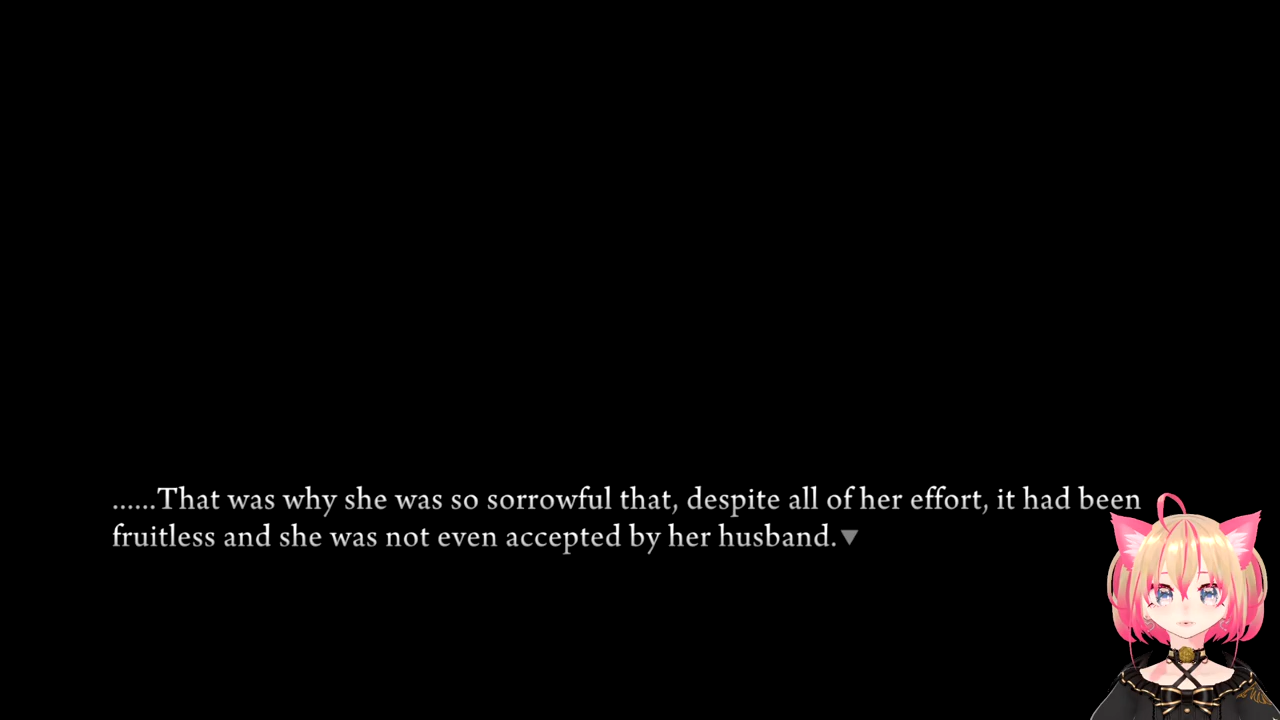 ......That was why she was so sorrowful that, despite all of her effort, it had been
fruitless and she was not even accepted by her husband.▼